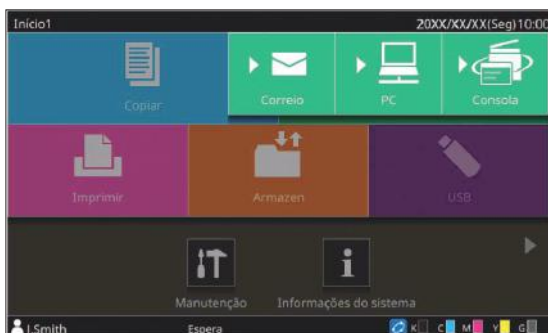 Início1 20XX/XX/XX(Seg)10:00
Copiar Correio PC Consola
Imprimir Armazen USB
Manutenção Informações do sistema
J.Smith Espera K C M Y G